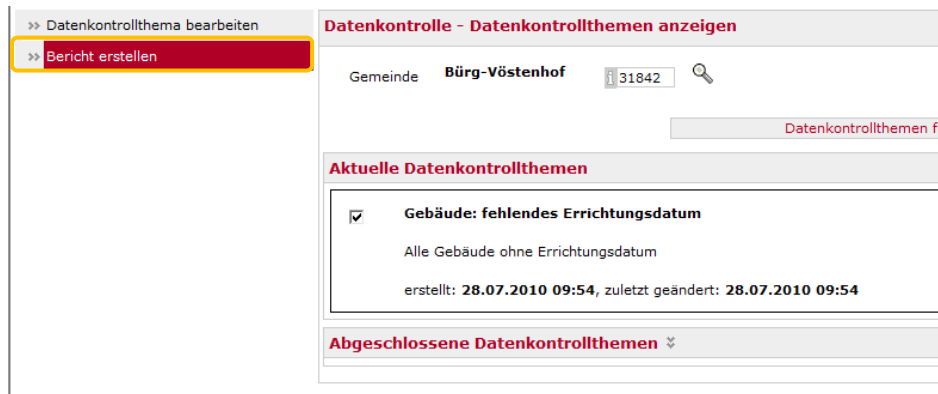 >> Datenkontrollthema bearbeiten
>> Bericht erstellen
Datenkontrolle - Datenkontrollthemen anzeigen
Gemeinde Bürg-Vöstenhof i 31842
Datenkontrollthemen f
Aktuelle Datenkontrollthemen
Gebäude: fehlendes Errichtungsdatum
Alle Gebäude ohne Errichtungsdatum
erstellt: 28.07.2010 09:54, zuletzt geändert: 28.07.2010 09:54
Abgeschlossene Datenkontrollthemen